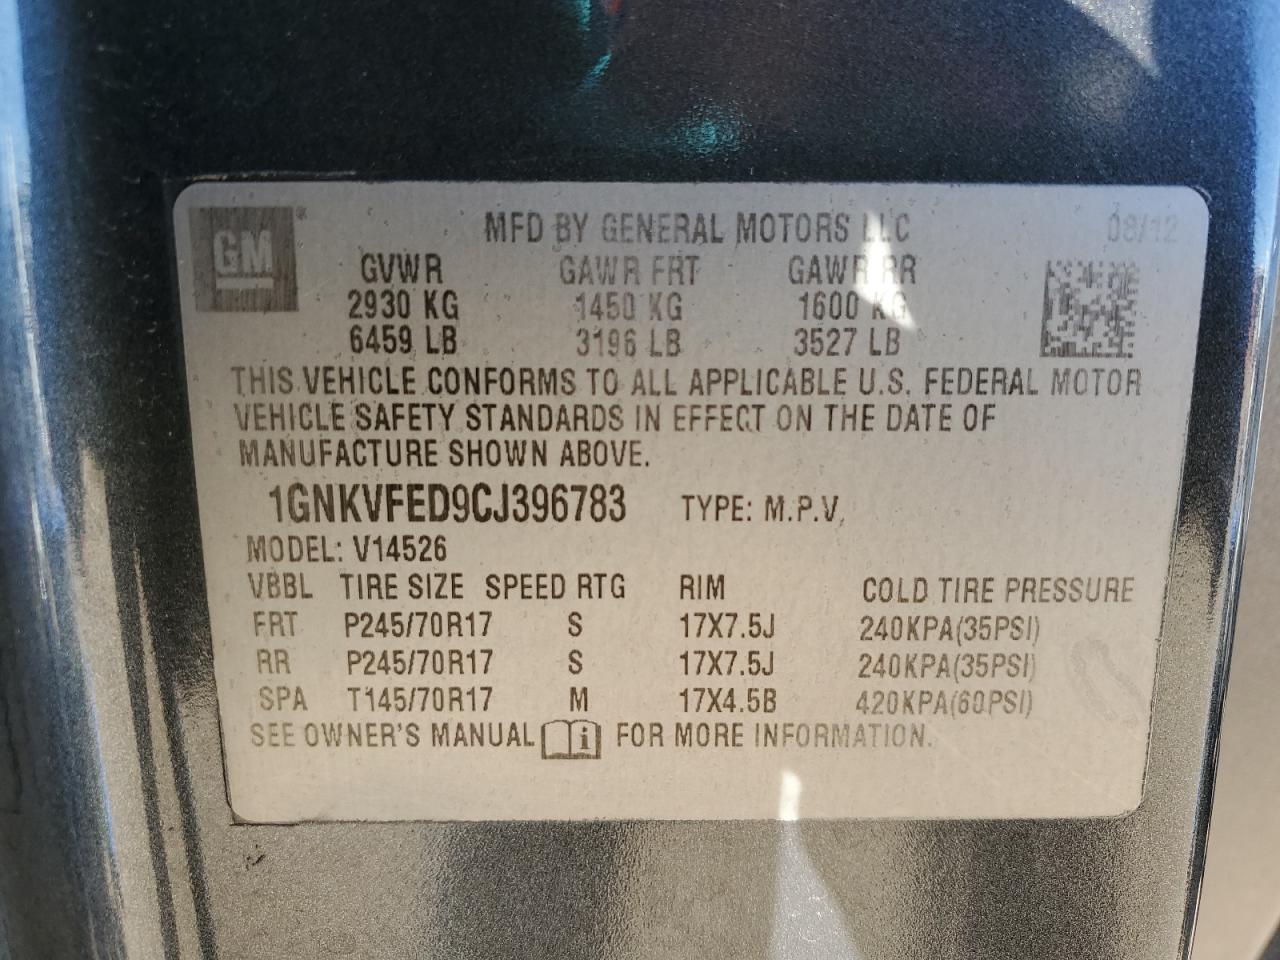 GM® MFD BY GENERAL MOTORS LLC 08/12
GVWR GAWR FRT GAWR RR
2930 KG 1450 KG 1600 KG
6459 LB 3196 LB 3527 LB
THIS VEHICLE CONFORMS TO ALL APPLICABLE U.S. FEDERAL MOTOR
VEHICLE SAFETY STANDARDS IN EFFECT ON THE DATE OF
MANUFACTURE SHOWN ABOVE.
1GNKVFED9CJ396783 TYPE: M.P.V.
MODEL: V14526
VBBL TIRE SIZE SPEED RTG RIM COLD TIRE PRESSURE
FRT P245/70R17 S 17X7.5J 240KPA(35PSI)
RR P245/70R17 S 17X7.5J 240KPA(35PSI)
SPA T145/70R17 M 17X4.5B 420KPA(60PSI)
SEE OWNER'S MANUAL i FOR MORE INFORMATION.